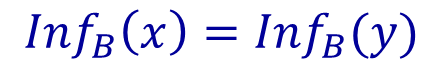 Inf_B(x) = Inf_B(y)